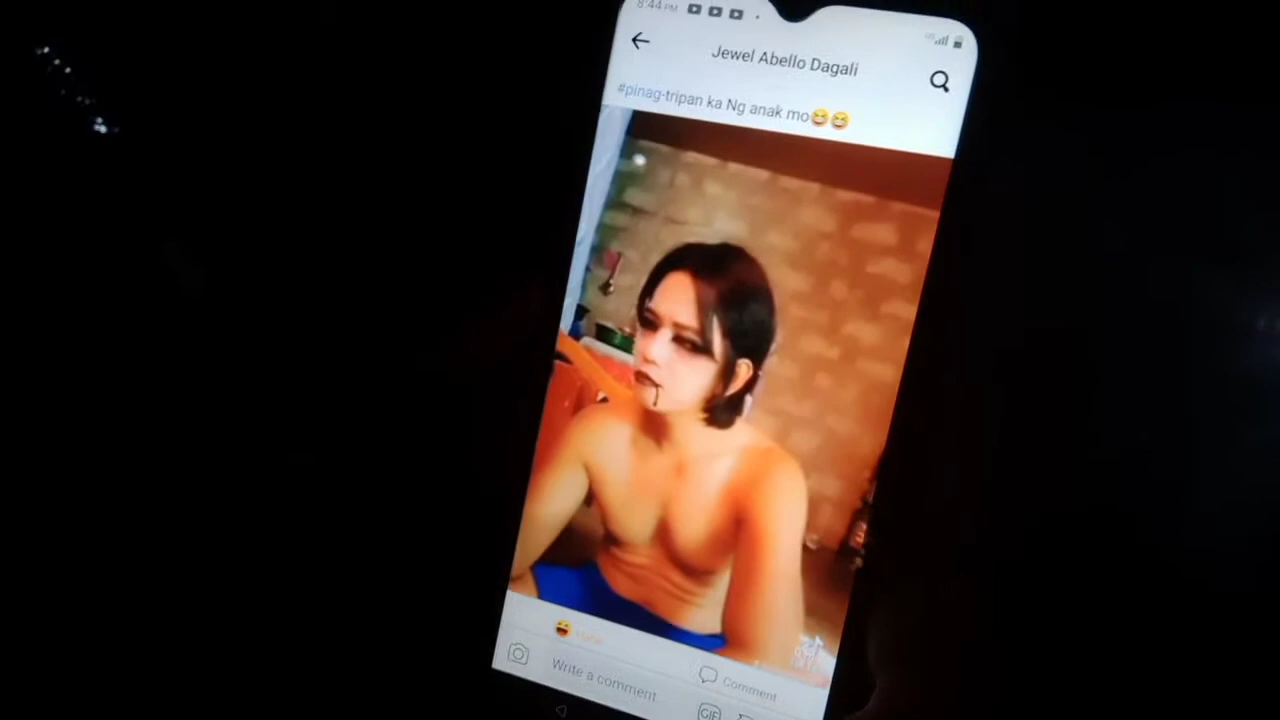 8:44 PM
Jewel Abello Dagali
#pinag-tripan ka Ng anak mo😆😆
Comment
Write a comment
GIF